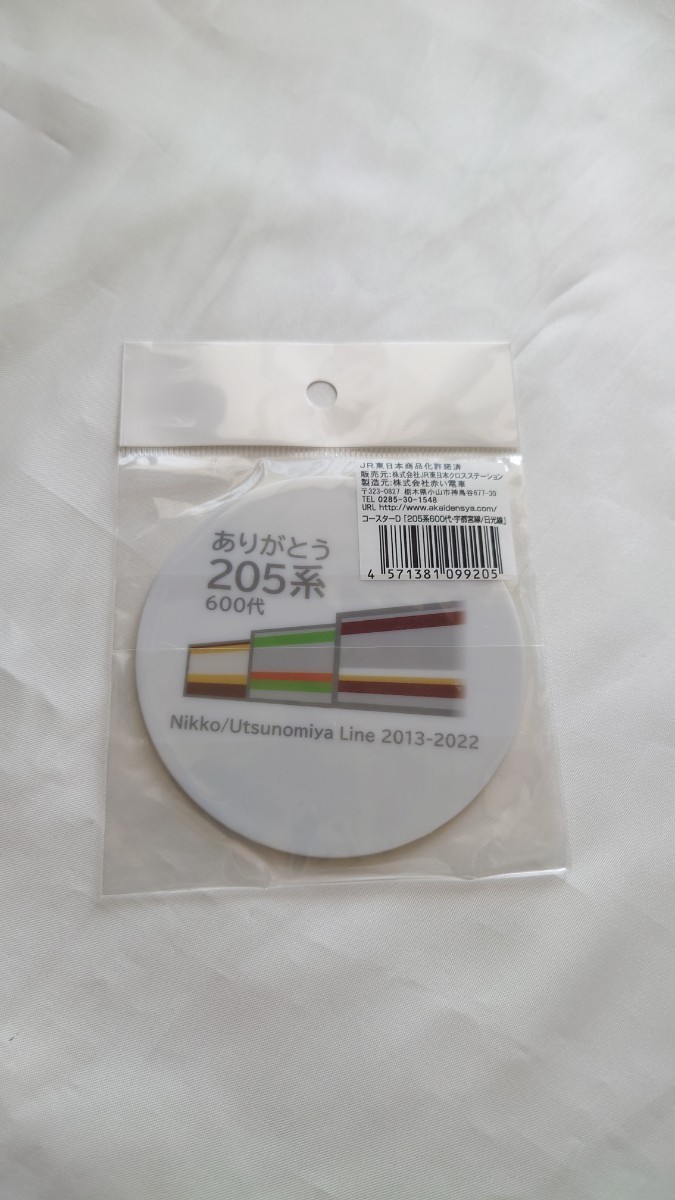 JR東日本商品化許諾済
販売元:株式会社JR東日本クロスステーション
製造元:株式会社赤い電車
〒323-0827 栃木県小山市神鳥谷677-30
TEL 0285-30-1548
URL http://www.akaidensya.com/
コースターD「205系600代・宇都宮線/日光線」
4 571381 099205
ありがとう
205系
600代
Nikko/Utsunomiya Line 2013-2022